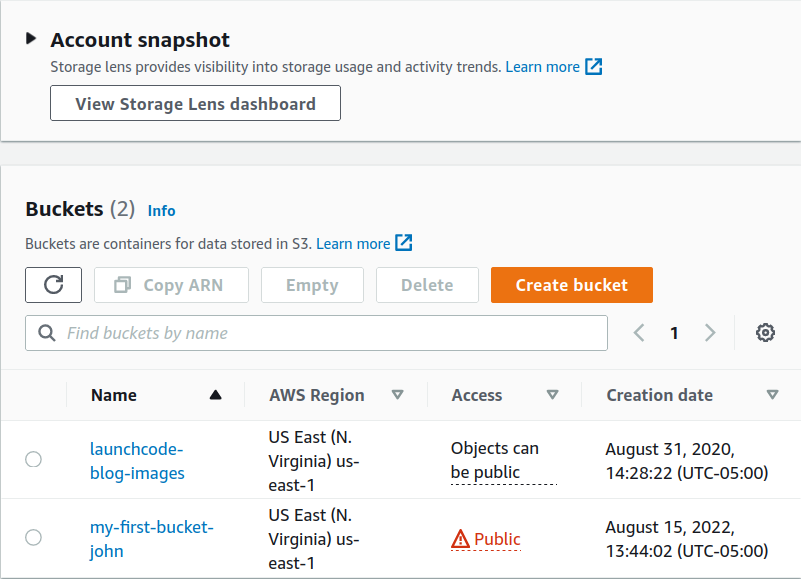 Account snapshot
Storage lens provides visibility into storage usage and activity trends. Learn more
View Storage Lens dashboard
Buckets (2) Info
Buckets are containers for data stored in S3. Learn more
Copy ARN Empty Delete Create bucket
Find buckets by name 1
Name AWS Region Access Creation date
launchcode-
blog-images
US East (N.
Virginia) us-
east-1
Objects can
be public
August 31, 2020,
14:28:22 (UTC-05:00)
my-first-bucket-
john
US East (N.
Virginia) us-
east-1
Public
August 15, 2022,
13:44:02 (UTC-05:00)